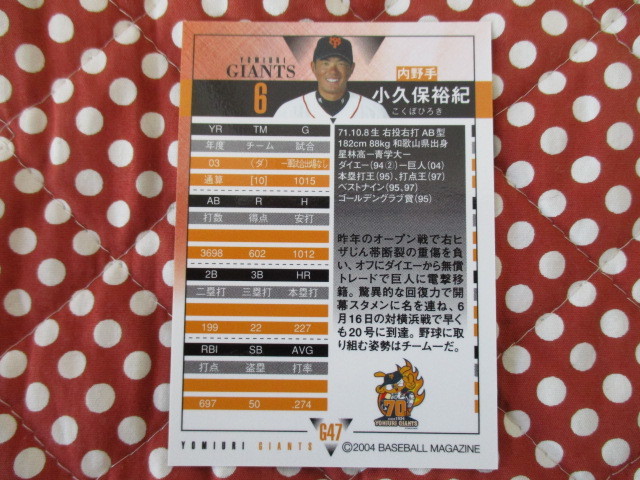 YOMIURI
GIANTS
6
内野手
小久保裕紀
こくぼひろき
YR TM G
年度 チーム 試合
03 (ダ) 一軍公式出場なし
通算 [10] 1015
AB R H
打数 得点 安打
3698 602 1012
2B 3B HR
二塁打 三塁打 本塁打
199 22 227
RBI SB AVG
打点 盗塁 打率
697 50 .274
71.10.8生 右投右打 AB型
182cm 88kg 和歌山県出身
星林高ー青学大ー
ダイエー(94②)ー巨人(04)
本塁打王(95)、打点王(97)
ベストナイン(95、97)
ゴールデングラブ賞(95)
昨年のオープン戦で右ヒ
ザじん帯断裂の重傷を負
い、オフにダイエーから無償
トレードで巨人に電撃移
籍。驚異的な回復力で開
幕スタメンに名を連ね、6
月16日の対横浜戦で早く
も20号に到達。野球に取
り組む姿勢はチーム一だ。
70
YOMIURI GIANTS
YOMIURI GIANTS
G47
©2004 BASEBALL MAGAZINE